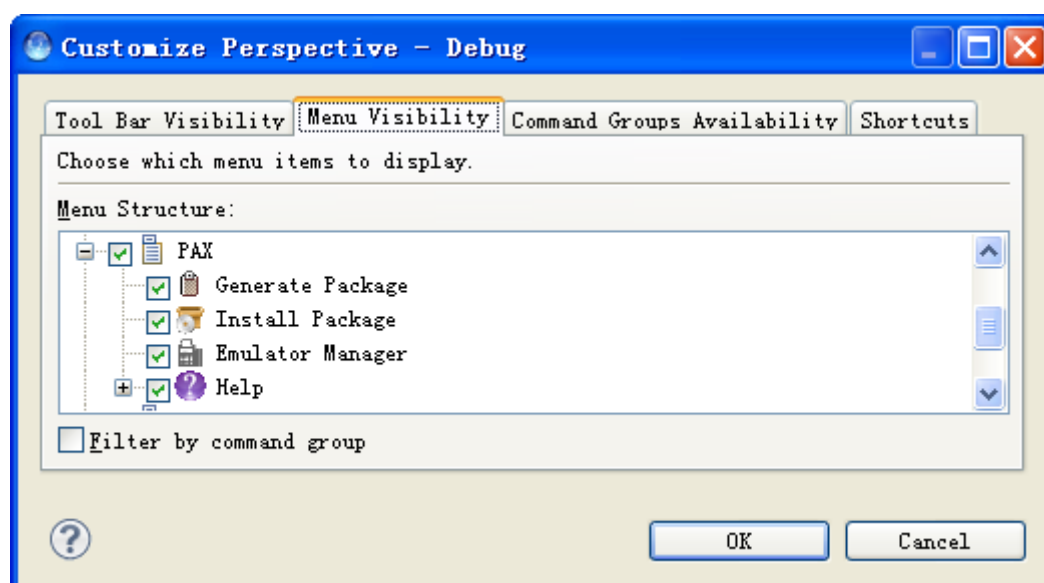 Customize Perspective - Debug
Tool Bar Visibility Menu Visibility Command Groups Availability Shortcuts
Choose which menu items to display.
Menu Structure:
PAX
Generate Package
Install Package
Emulator Manager
Help
Filter by command group
OK Cancel